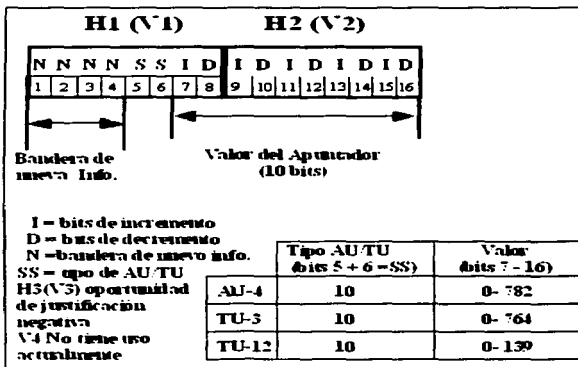 H1 (V1) H2 (V2)
N N N N S S I D I D I D I D I D
1 2 3 4 5 6 7 8 9 10 11 12 13 14 15 16
Bandera de
nueva Info.
Valor del Apuntador
(10 bits)
I = bits de incremento
D = bits de decremento
N =bandera de nuevo info.
SS = tipo de AU/TU
H3(V3) oportunidad
de justificación
negativa
V4 No tiene uso
actualmente
Tipo AU/TU
(bits 5 + 6 =SS)
Valor
(bits 7 - 16)
AU-4 10 0- 782
TU-3 10 0- 764
TU-12 10 0- 139